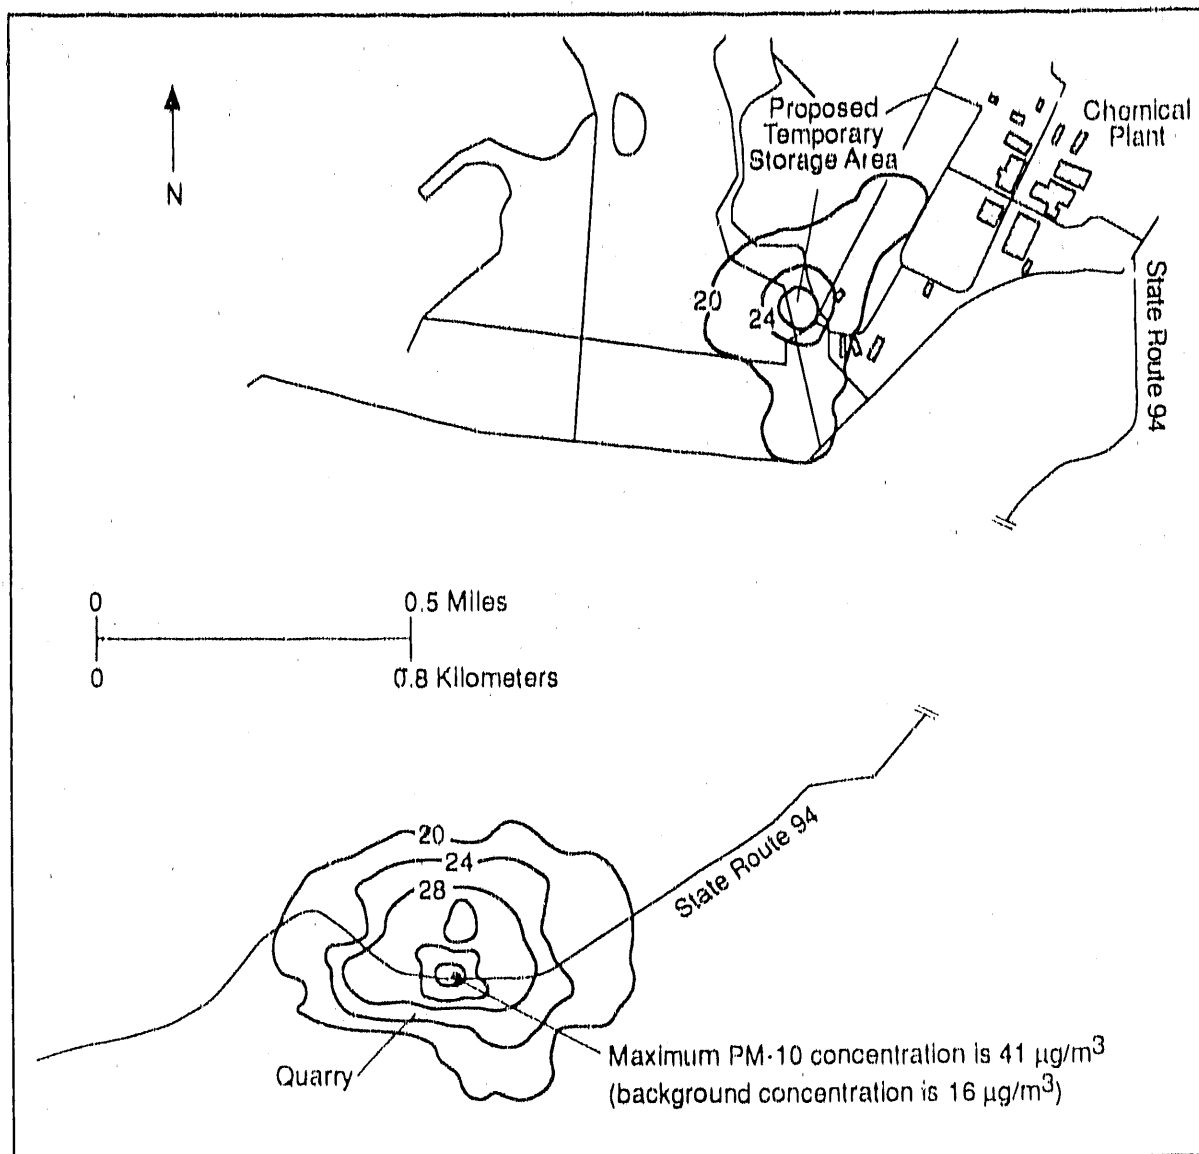 Proposed
Temporary
Storage Area
Chemical
Plant
N
20
24
State Route 94
0
0.5 Miles
0
0.8 Kilometers
20
24
28
State Route 94
Quarry
Maximum PM-10 concentration is 41 µg/m³
(background concentration is 16 µg/m³)